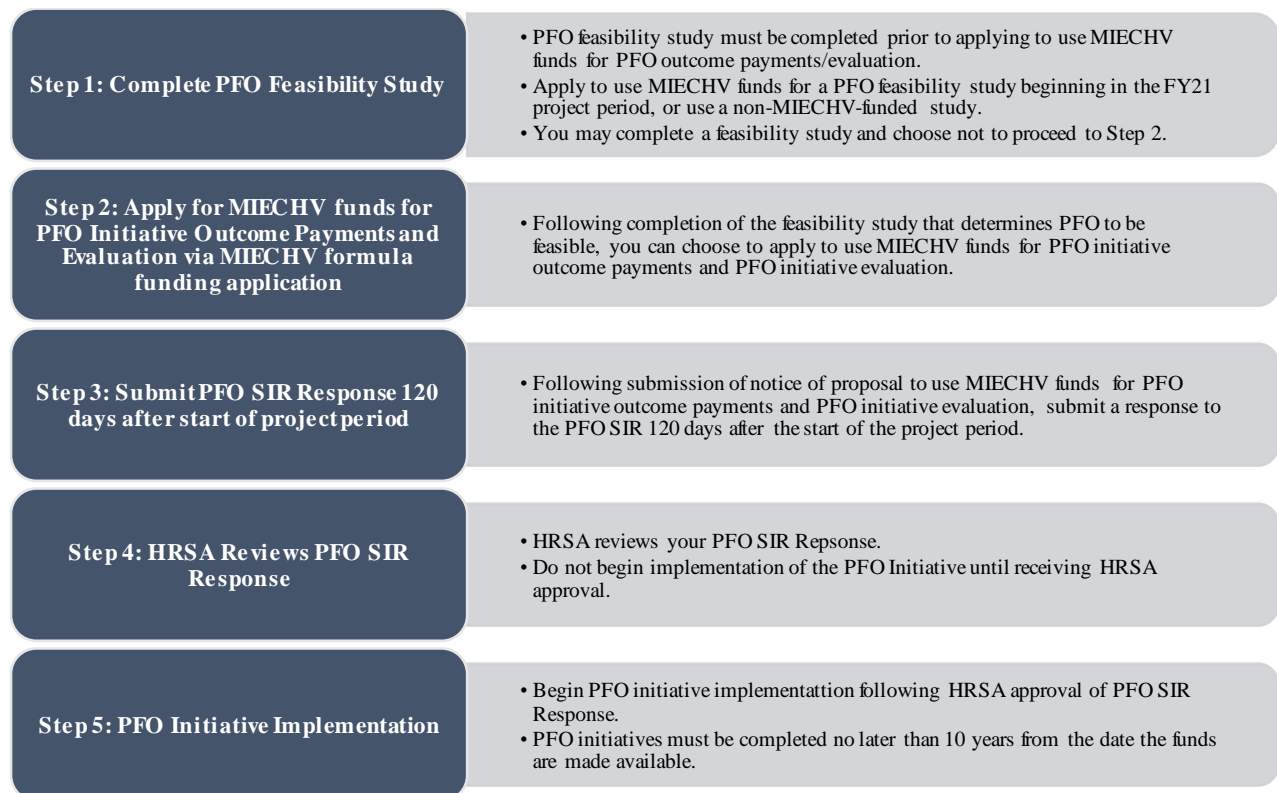 Step 1: Complete PFO Feasibility Study
• PFO feasibility study must be completed prior to applying to use MIECHV
funds for PFO outcome payments/evaluation.
• Apply to use MIECHV funds for a PFO feasibility study beginning in the FY21
project period, or use a non-MIECHV-funded study.
• You may complete a feasibility study and choose not to proceed to Step 2.
Step 2: Apply for MIECHV funds for
PFO Initiative Outcome Payments and
Evaluation via MIECHV formula
funding application
• Following completion of the feasibility study that determines PFO to be
feasible, you can choose to apply to use MIECHV funds for PFO initiative
outcome payments and PFO initiative evaluation.
Step 3: Submit PFO SIR Response 120
days after start of project period
• Following submission of notice of proposal to use MIECHV funds for PFO
initiative outcome payments and PFO initiative evaluation, submit a response to
the PFO SIR 120 days after the start of the project period.
Step 4: HRSA Reviews PFO SIR
Response
• HRSA reviews your PFO SIR Repsonse.
• Do not begin implementation of the PFO Initiative until receiving HRSA
approval.
Step 5: PFO Initiative Implementation
• Begin PFO initiative implementattion following HRSA approval of PFO SIR
Response.
• PFO initiatives must be completed no later than 10 years from the date the funds
are made available.